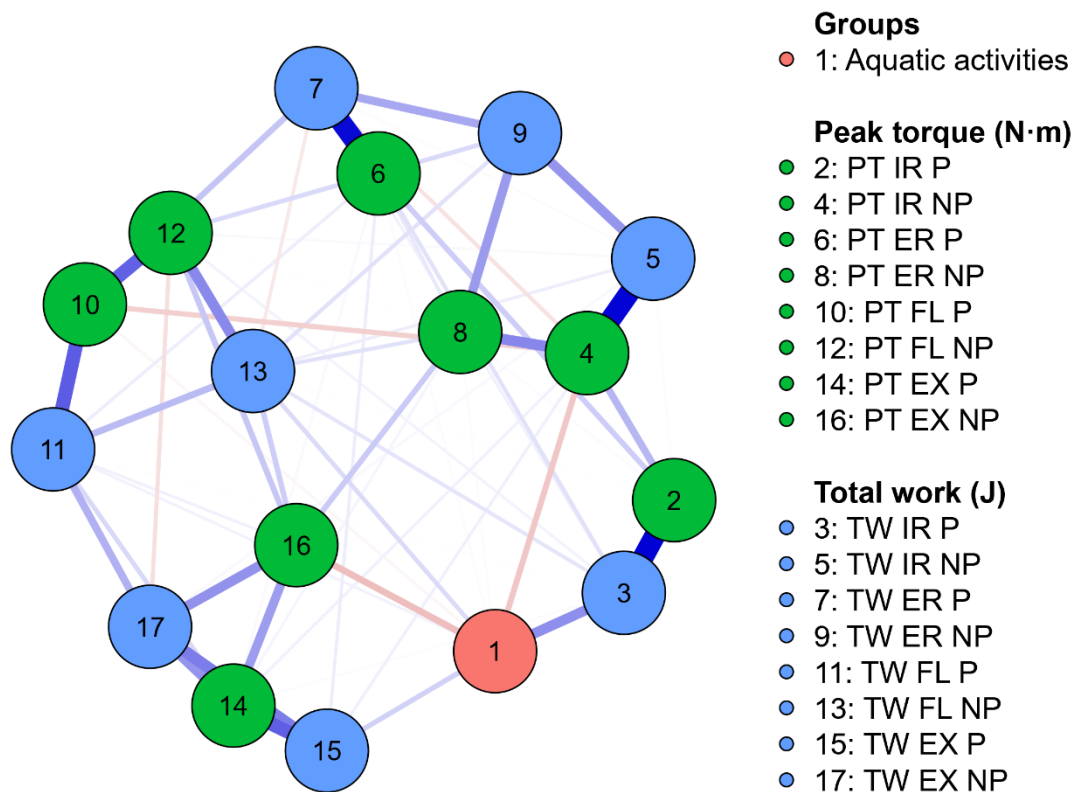 Groups
1: Aquatic activities
Peak torque (N·m)
2: PT IR P
4: PT IR NP
6: PT ER P
8: PT ER NP
10: PT FL P
12: PT FL NP
14: PT EX P
16: PT EX NP
Total work (J)
3: TW IR P
5: TW IR NP
7: TW ER P
9: TW ER NP
11: TW FL P
13: TW FL NP
15: TW EX P
17: TW EX NP
7
9
6
12
5
10
8
4
13
11
2
16
3
17
1
14
15